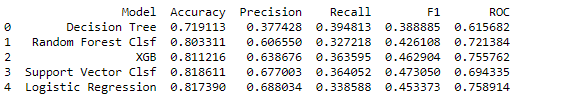 Model Accuracy Precision Recall F1 ROC
0 Decision Tree 0.719113 0.377428 0.394813 0.388885 0.615682
1 Random Forest Clsf 0.803311 0.606550 0.327218 0.426108 0.721384
2 XGB 0.811216 0.638676 0.363595 0.462904 0.755762
3 Support Vector Clsf 0.818611 0.677003 0.364052 0.473050 0.694335
4 Logistic Regression 0.817390 0.688034 0.338588 0.453373 0.758914